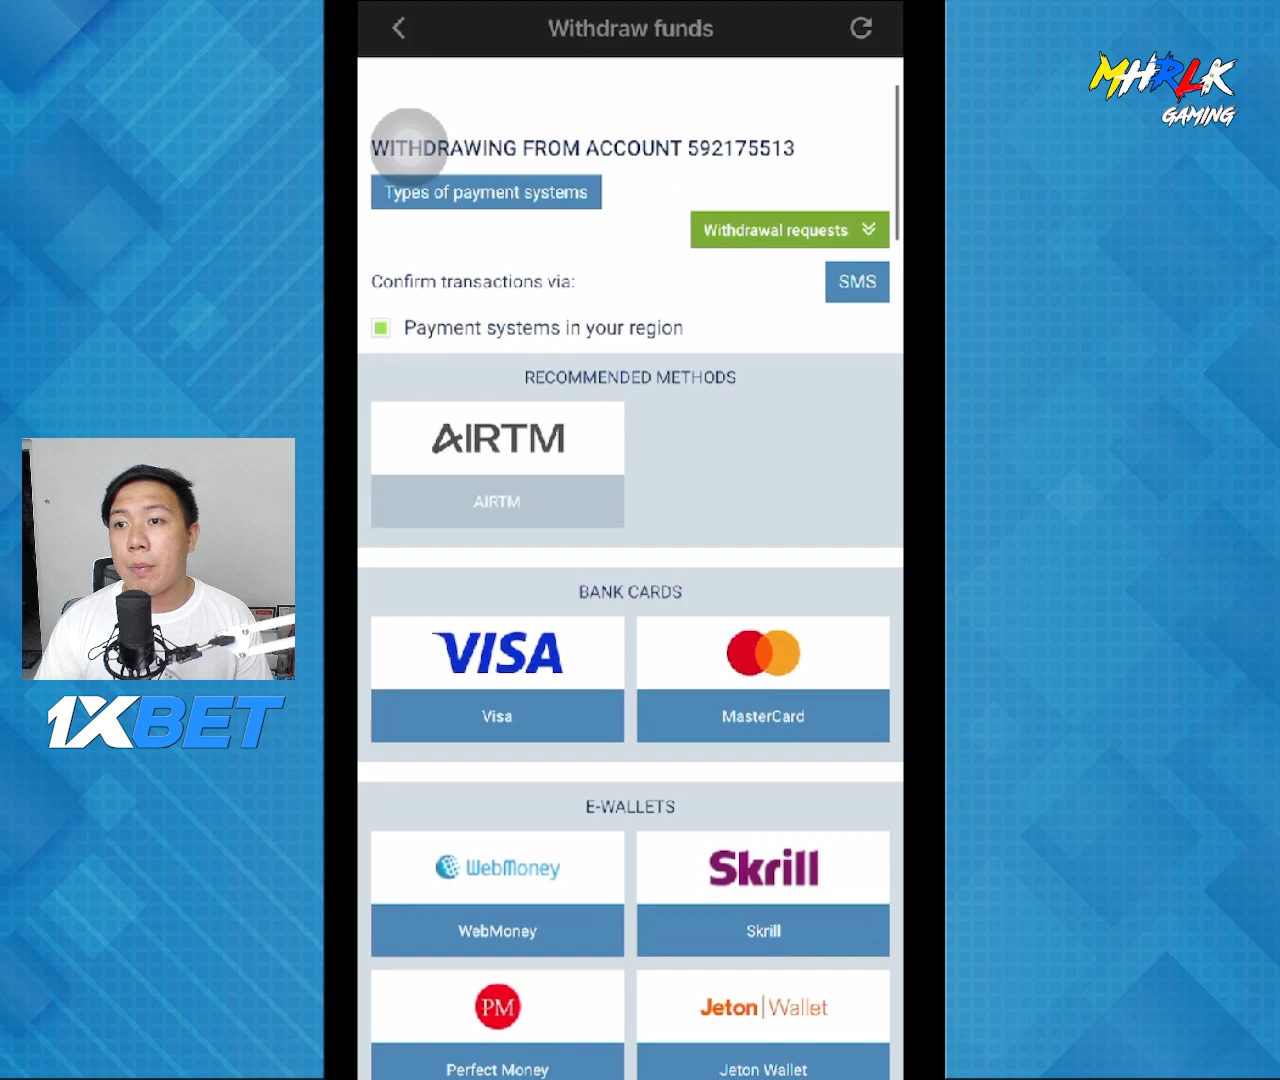 Withdraw funds
MHRLK
GAMING
WITHDRAWING FROM ACCOUNT 592175513
Types of payment systems
Withdrawal requests
Confirm transactions via:
SMS
Payment systems in your region
RECOMMENDED METHODS
AIRTM
AIRTM
BANK CARDS
VISA
Visa
MasterCard
1XBET
E-WALLETS
WebMoney
Skrill
WebMoney
Skrill
PM
Jeton|Wallet
Perfect Money
Jeton Wallet